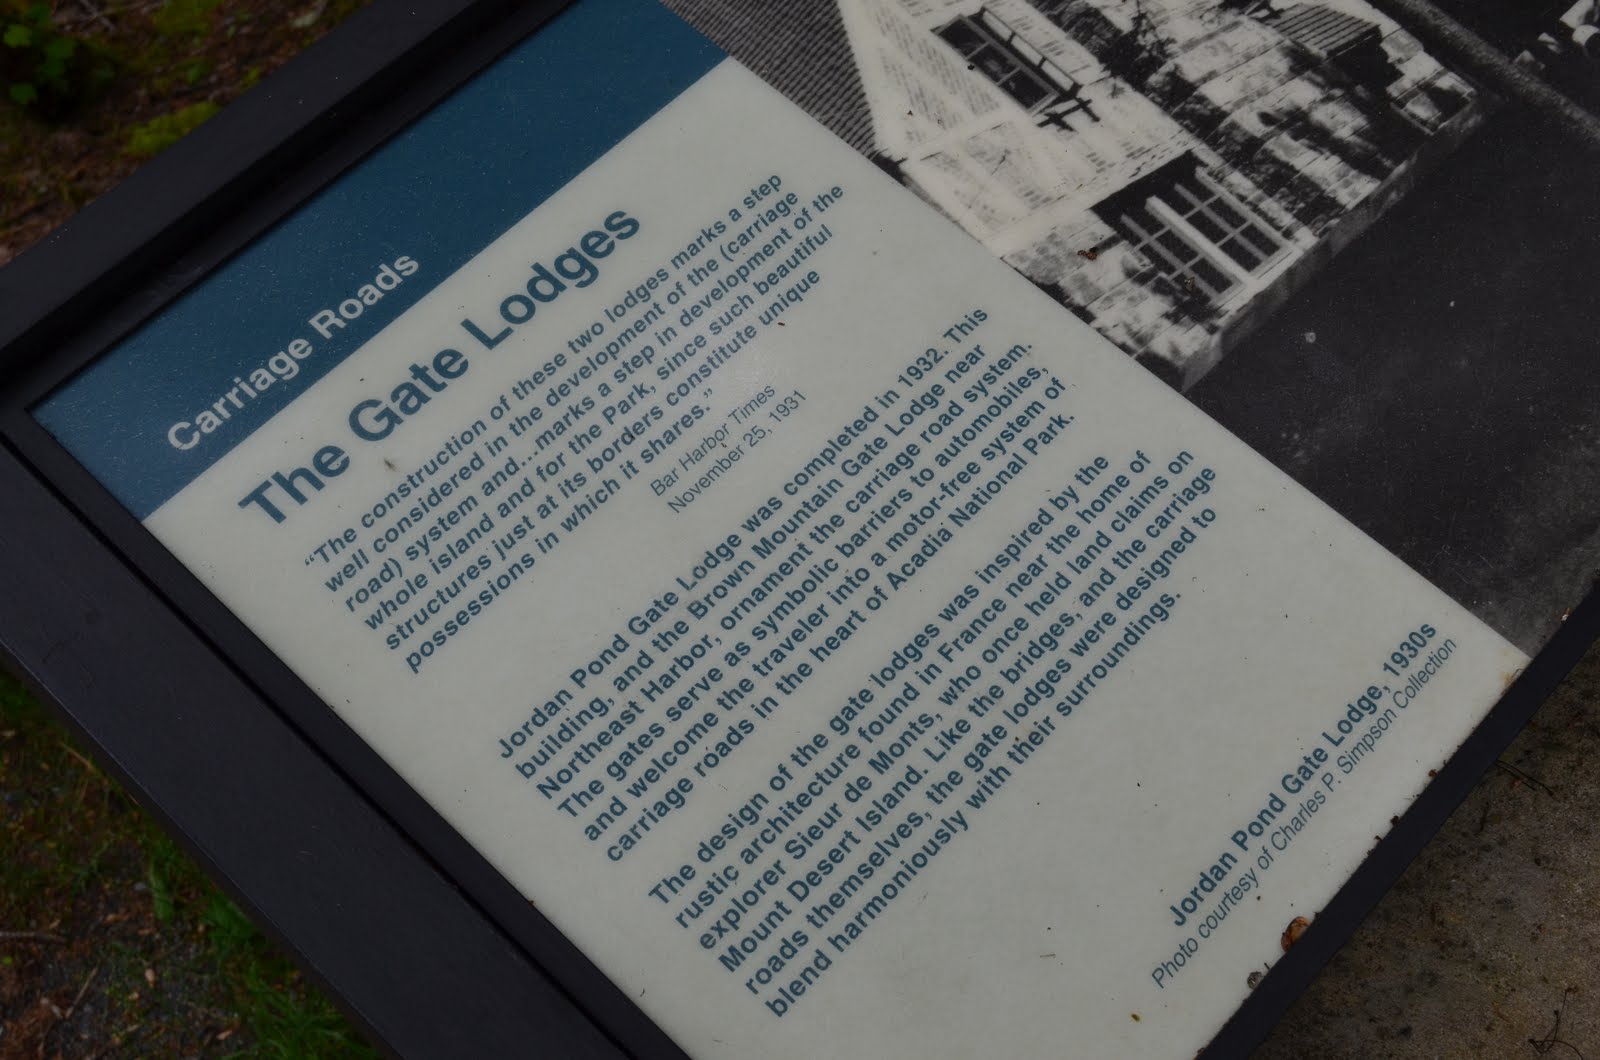 Carriage Roads
The Gate Lodges
“The construction of these two lodges marks a step
well considered in the development of the (carriage
road) system and...marks a step in development of the
whole island and for the Park, since such beautiful
structures just at its borders constitute unique
possessions in which it shares.”
Bar Harbor Times
November 25, 1931
Jordan Pond Gate Lodge was completed in 1932. This
building, and the Brown Mountain Gate Lodge near
Northeast Harbor, ornament the carriage road system.
The gates serve as symbolic barriers to automobiles,
and welcome the traveler into a motor-free system of
carriage roads in the heart of Acadia National Park.
The design of the gate lodges was inspired by the
rustic architecture found in France near the home of
explorer Sieur de Monts, who once held land claims on
Mount Desert Island. Like the bridges, and the carriage
roads themselves, the gate lodges were designed to
blend harmoniously with their surroundings.
Jordan Pond Gate Lodge, 1930s
Photo courtesy of Charles P. Simpson Collection